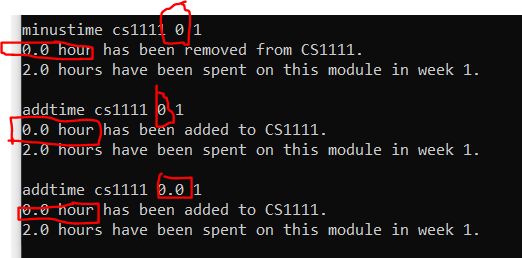 minustime cs1111 0 1
0.0 hour has been removed from CS1111.
2.0 hours have been spent on this module in week 1.
addtime cs1111 0 1
0.0 hour has been added to CS1111.
2.0 hours have been spent on this module in week 1.
addtime cs1111 0.0 1
0.0 hour has been added to CS1111.
2.0 hours have been spent on this module in week 1.